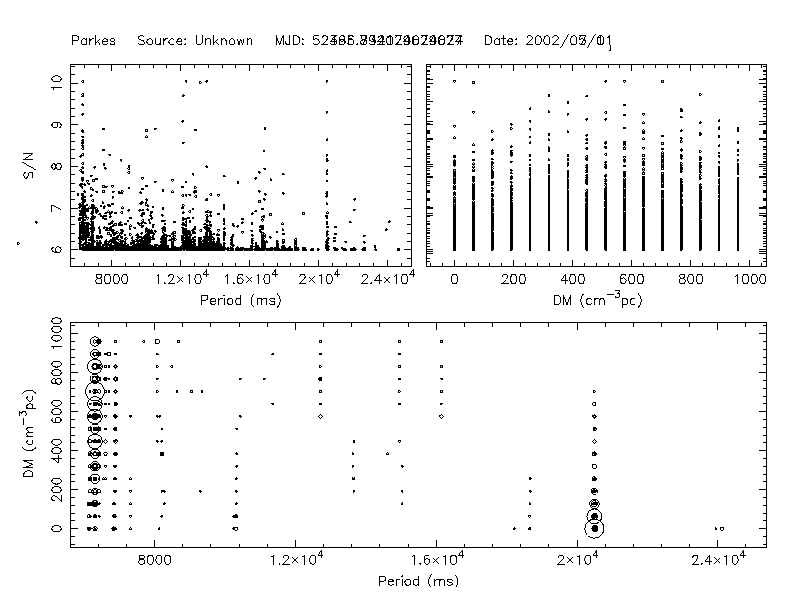 Parkes Source: Unknown MJD: Date: 2002/05/01
10
9
8
7
6
S/N
8000 1.2×10⁴ 1.6×10⁴ 2×10⁴ 2.4×10⁴
Period (ms)
0 200 400 600 800 1000
DM (cm⁻³pc)
1000
800
600
400
200
0
DM (cm⁻³pc)
8000 1.2×10⁴ 1.6×10⁴ 2×10⁴ 2.4×10⁴
Period (ms)